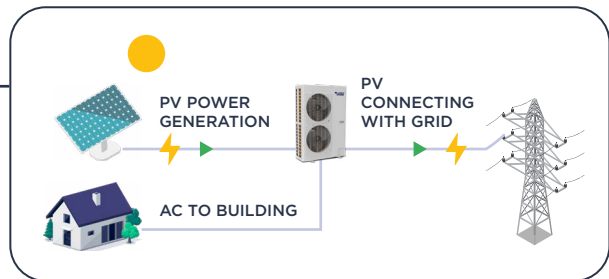 PV POWER
GENERATION
PV
CONNECTING
WITH GRID
AC TO BUILDING